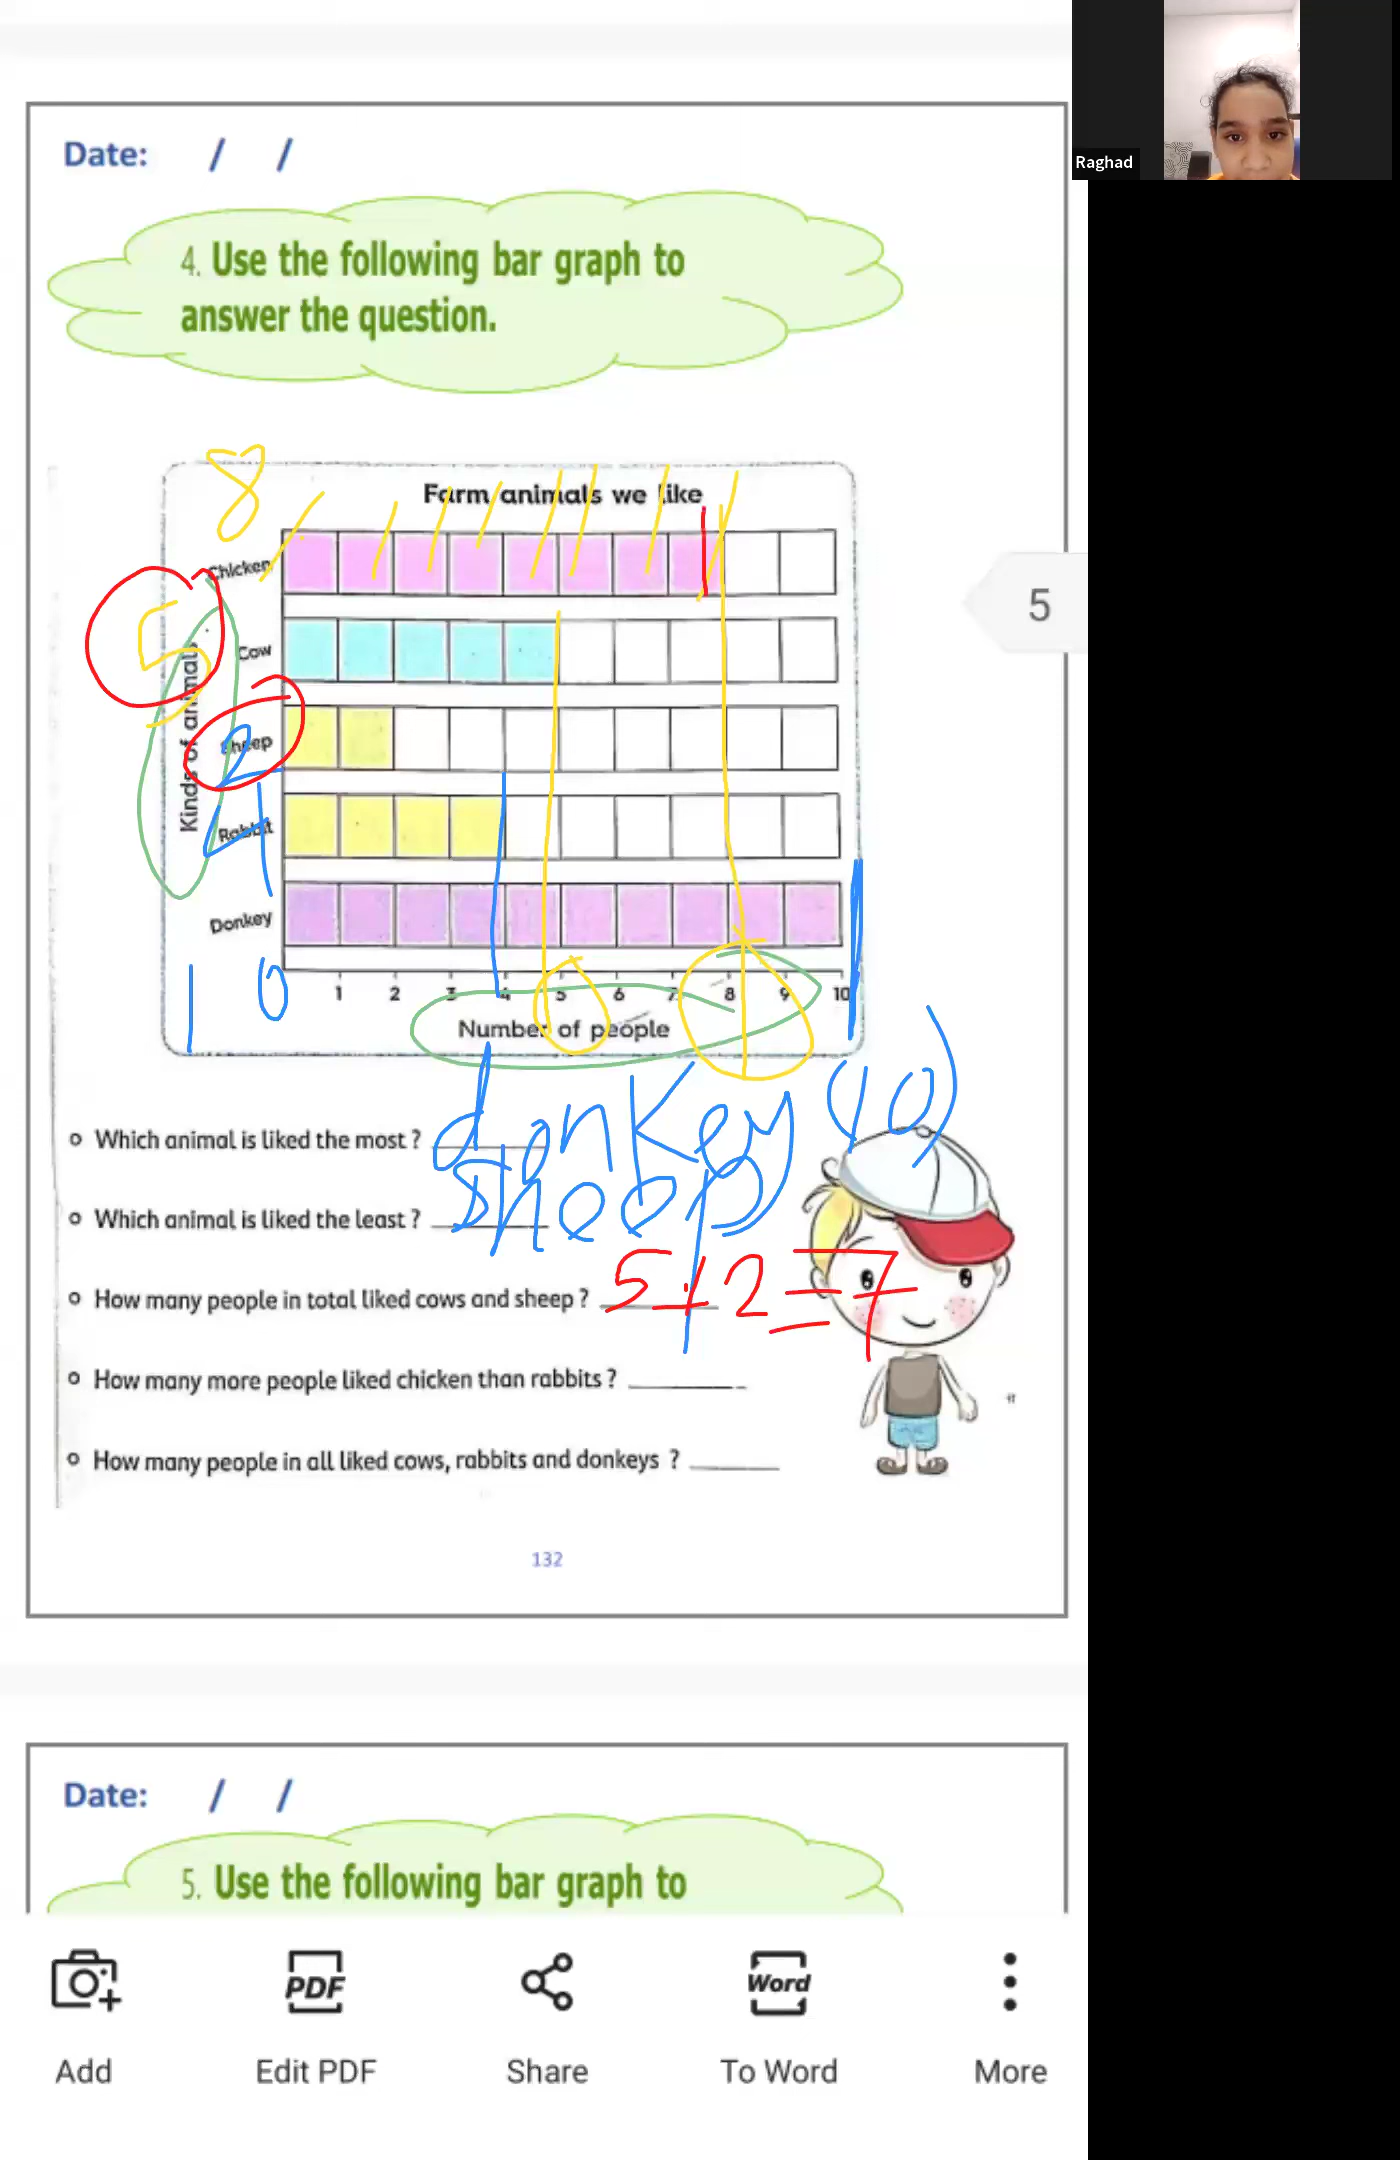 Raghad
Date: / /
4. Use the following bar graph to
answer the question.
8
Farm animals we like
Chicken
5
Cow
Kinds of animals
2
Sheep
4
Rabbit
Donkey
10
1 2 3 4 5 6 7 8 9 10
Number of people
5
Which animal is liked the most ? donkey (10)
Which animal is liked the least ? sheep
How many people in total liked cows and sheep ? 5+2=7
How many more people liked chicken than rabbits ?
How many people in all liked cows, rabbits and donkeys ?
132
Date: / /
5. Use the following bar graph to
Add
PDF
Edit PDF
Share
Word
To Word
More